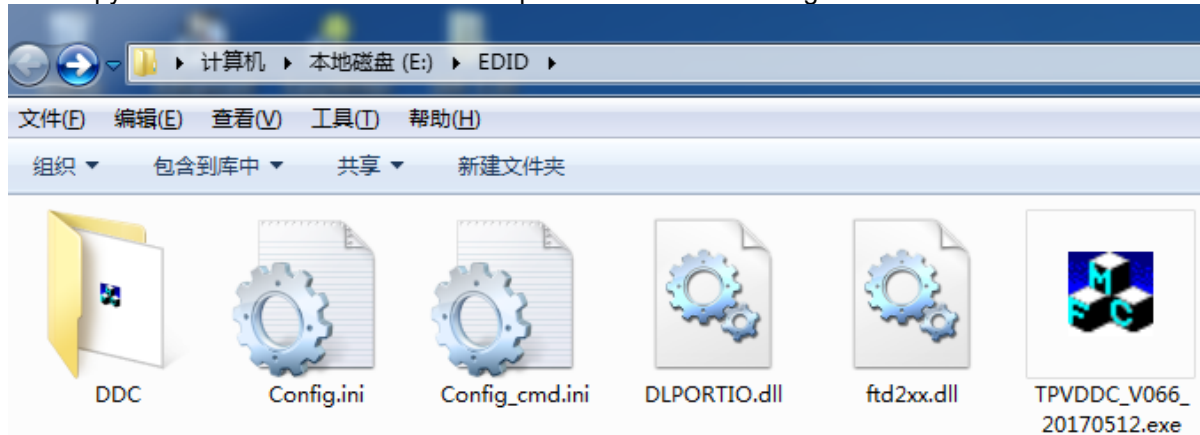 计算机 ▸ 本地磁盘 (E:) ▸ EDID ▸
文件(F) 编辑(E) 查看(V) 工具(T) 帮助(H)
组织 包含到库中 共享 新建文件夹
M
F C
DDC Config.ini Config_cmd.ini DLPORTIO.dll ftd2xx.dll TPVDDC_V066_
20170512.exe